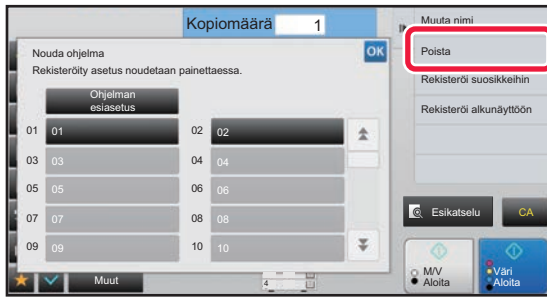 Kopiomäärä 1
OK
Nouda ohjelma
Rekisteröity asetus noudetaan painettaessa.
Ohjelman
esiasetus
01 01 02 02
03 03 04 04
05 05 06 06
07 07 08 08
09 09 10 10
Muut
4
Muuta nimi
Poista
Rekisteröi suosikkeihin
Rekisteröi alkunäyttöön
Esikatselu
CA
M/V
Aloita
Väri
Aloita